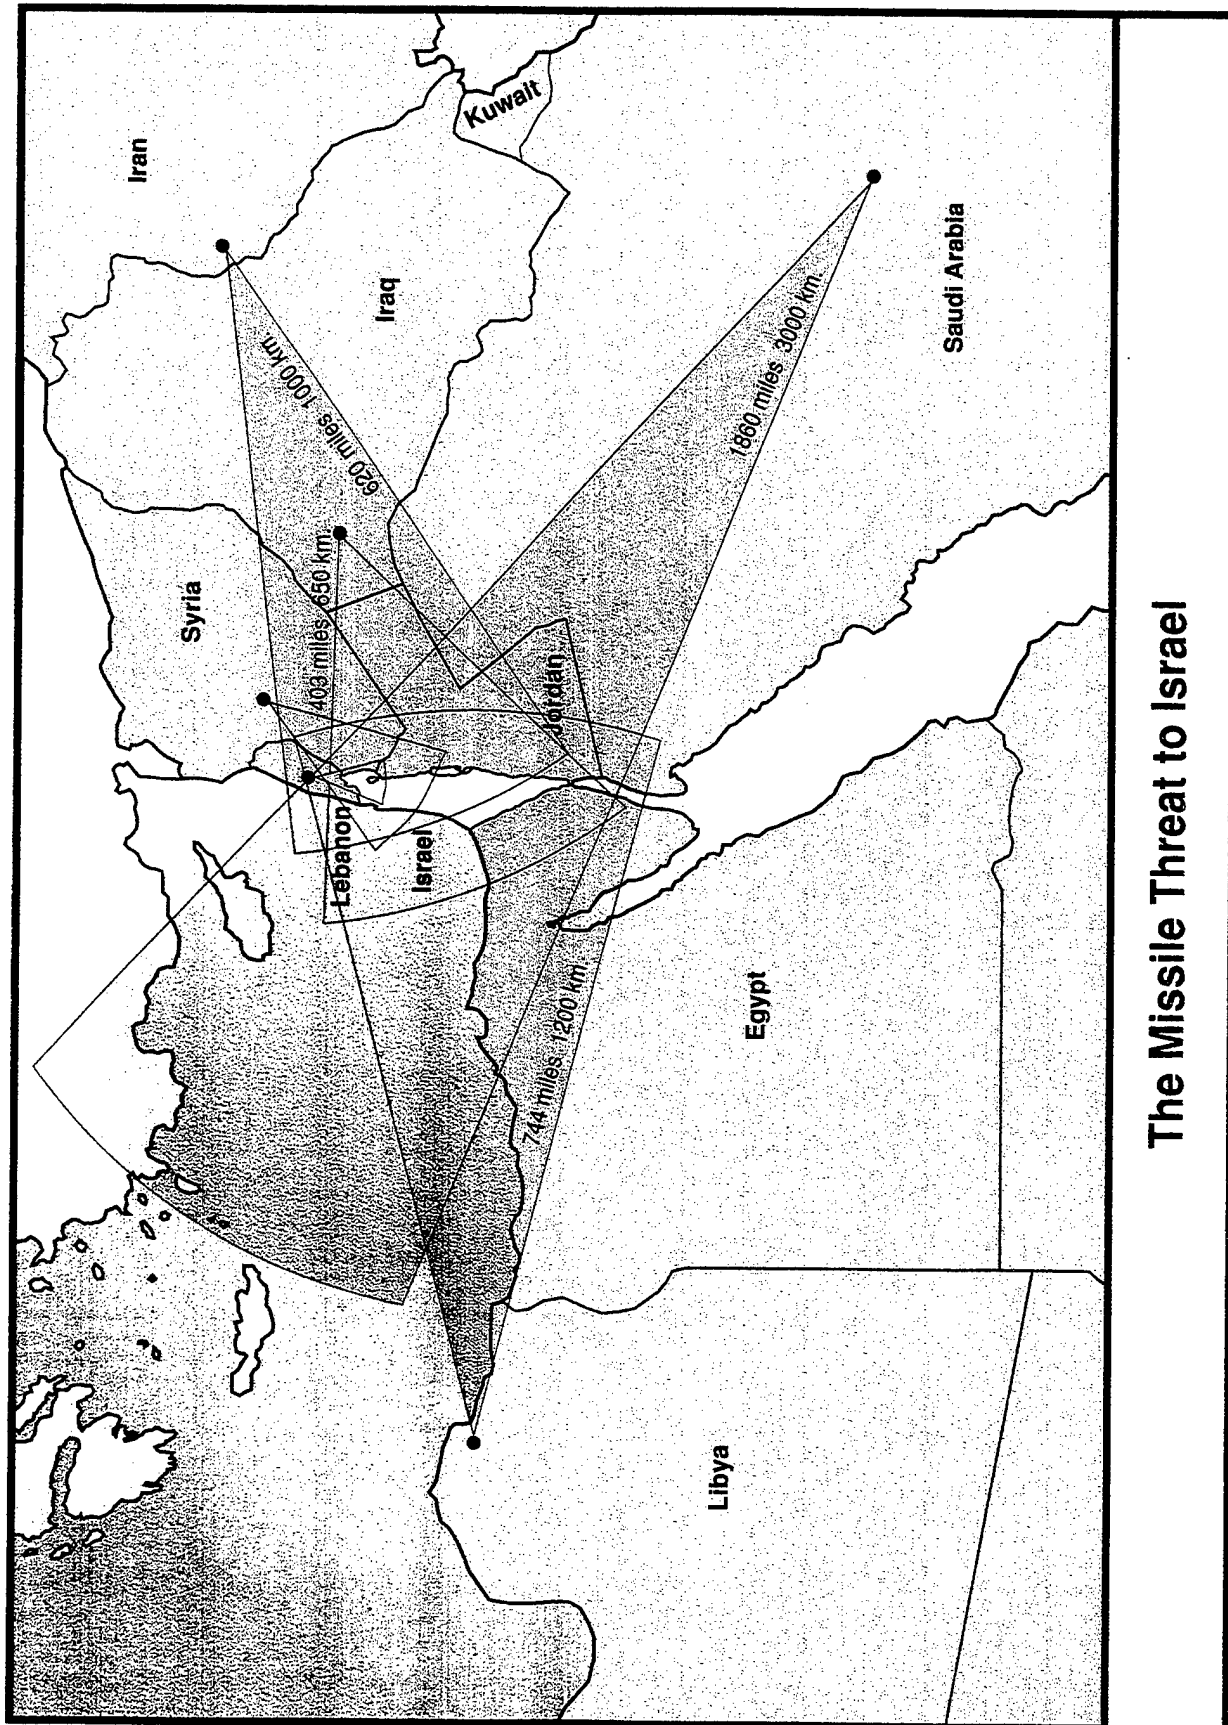 Iran
Kuwait
Syria
Iraq
620 miles 1000 km.
403 miles 650 km.
Lebanon
Israel
Jordan
1860 miles 3000 km.
Saudi Arabia
744 miles 1200 km.
Egypt
Libya
The Missile Threat to Israel